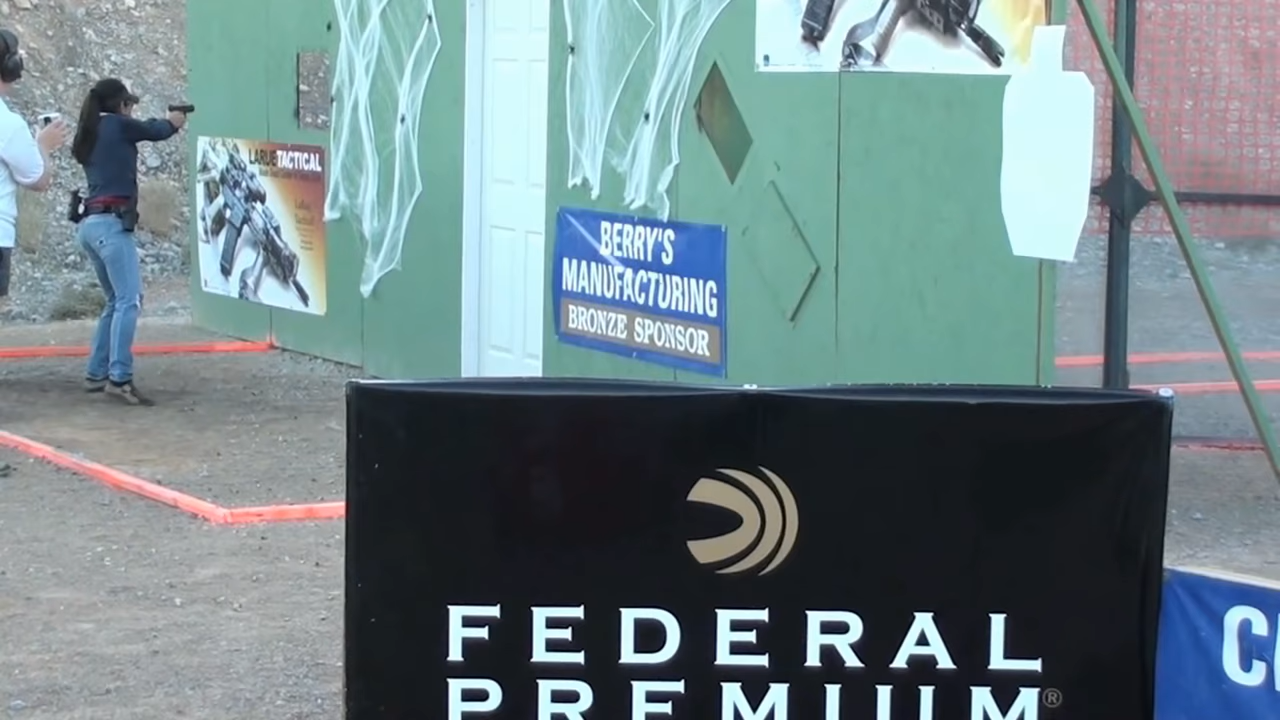 LARUE TACTICAL
BERRY'S
MANUFACTURING
BRONZE SPONSOR
FEDERAL
PREMIUM®